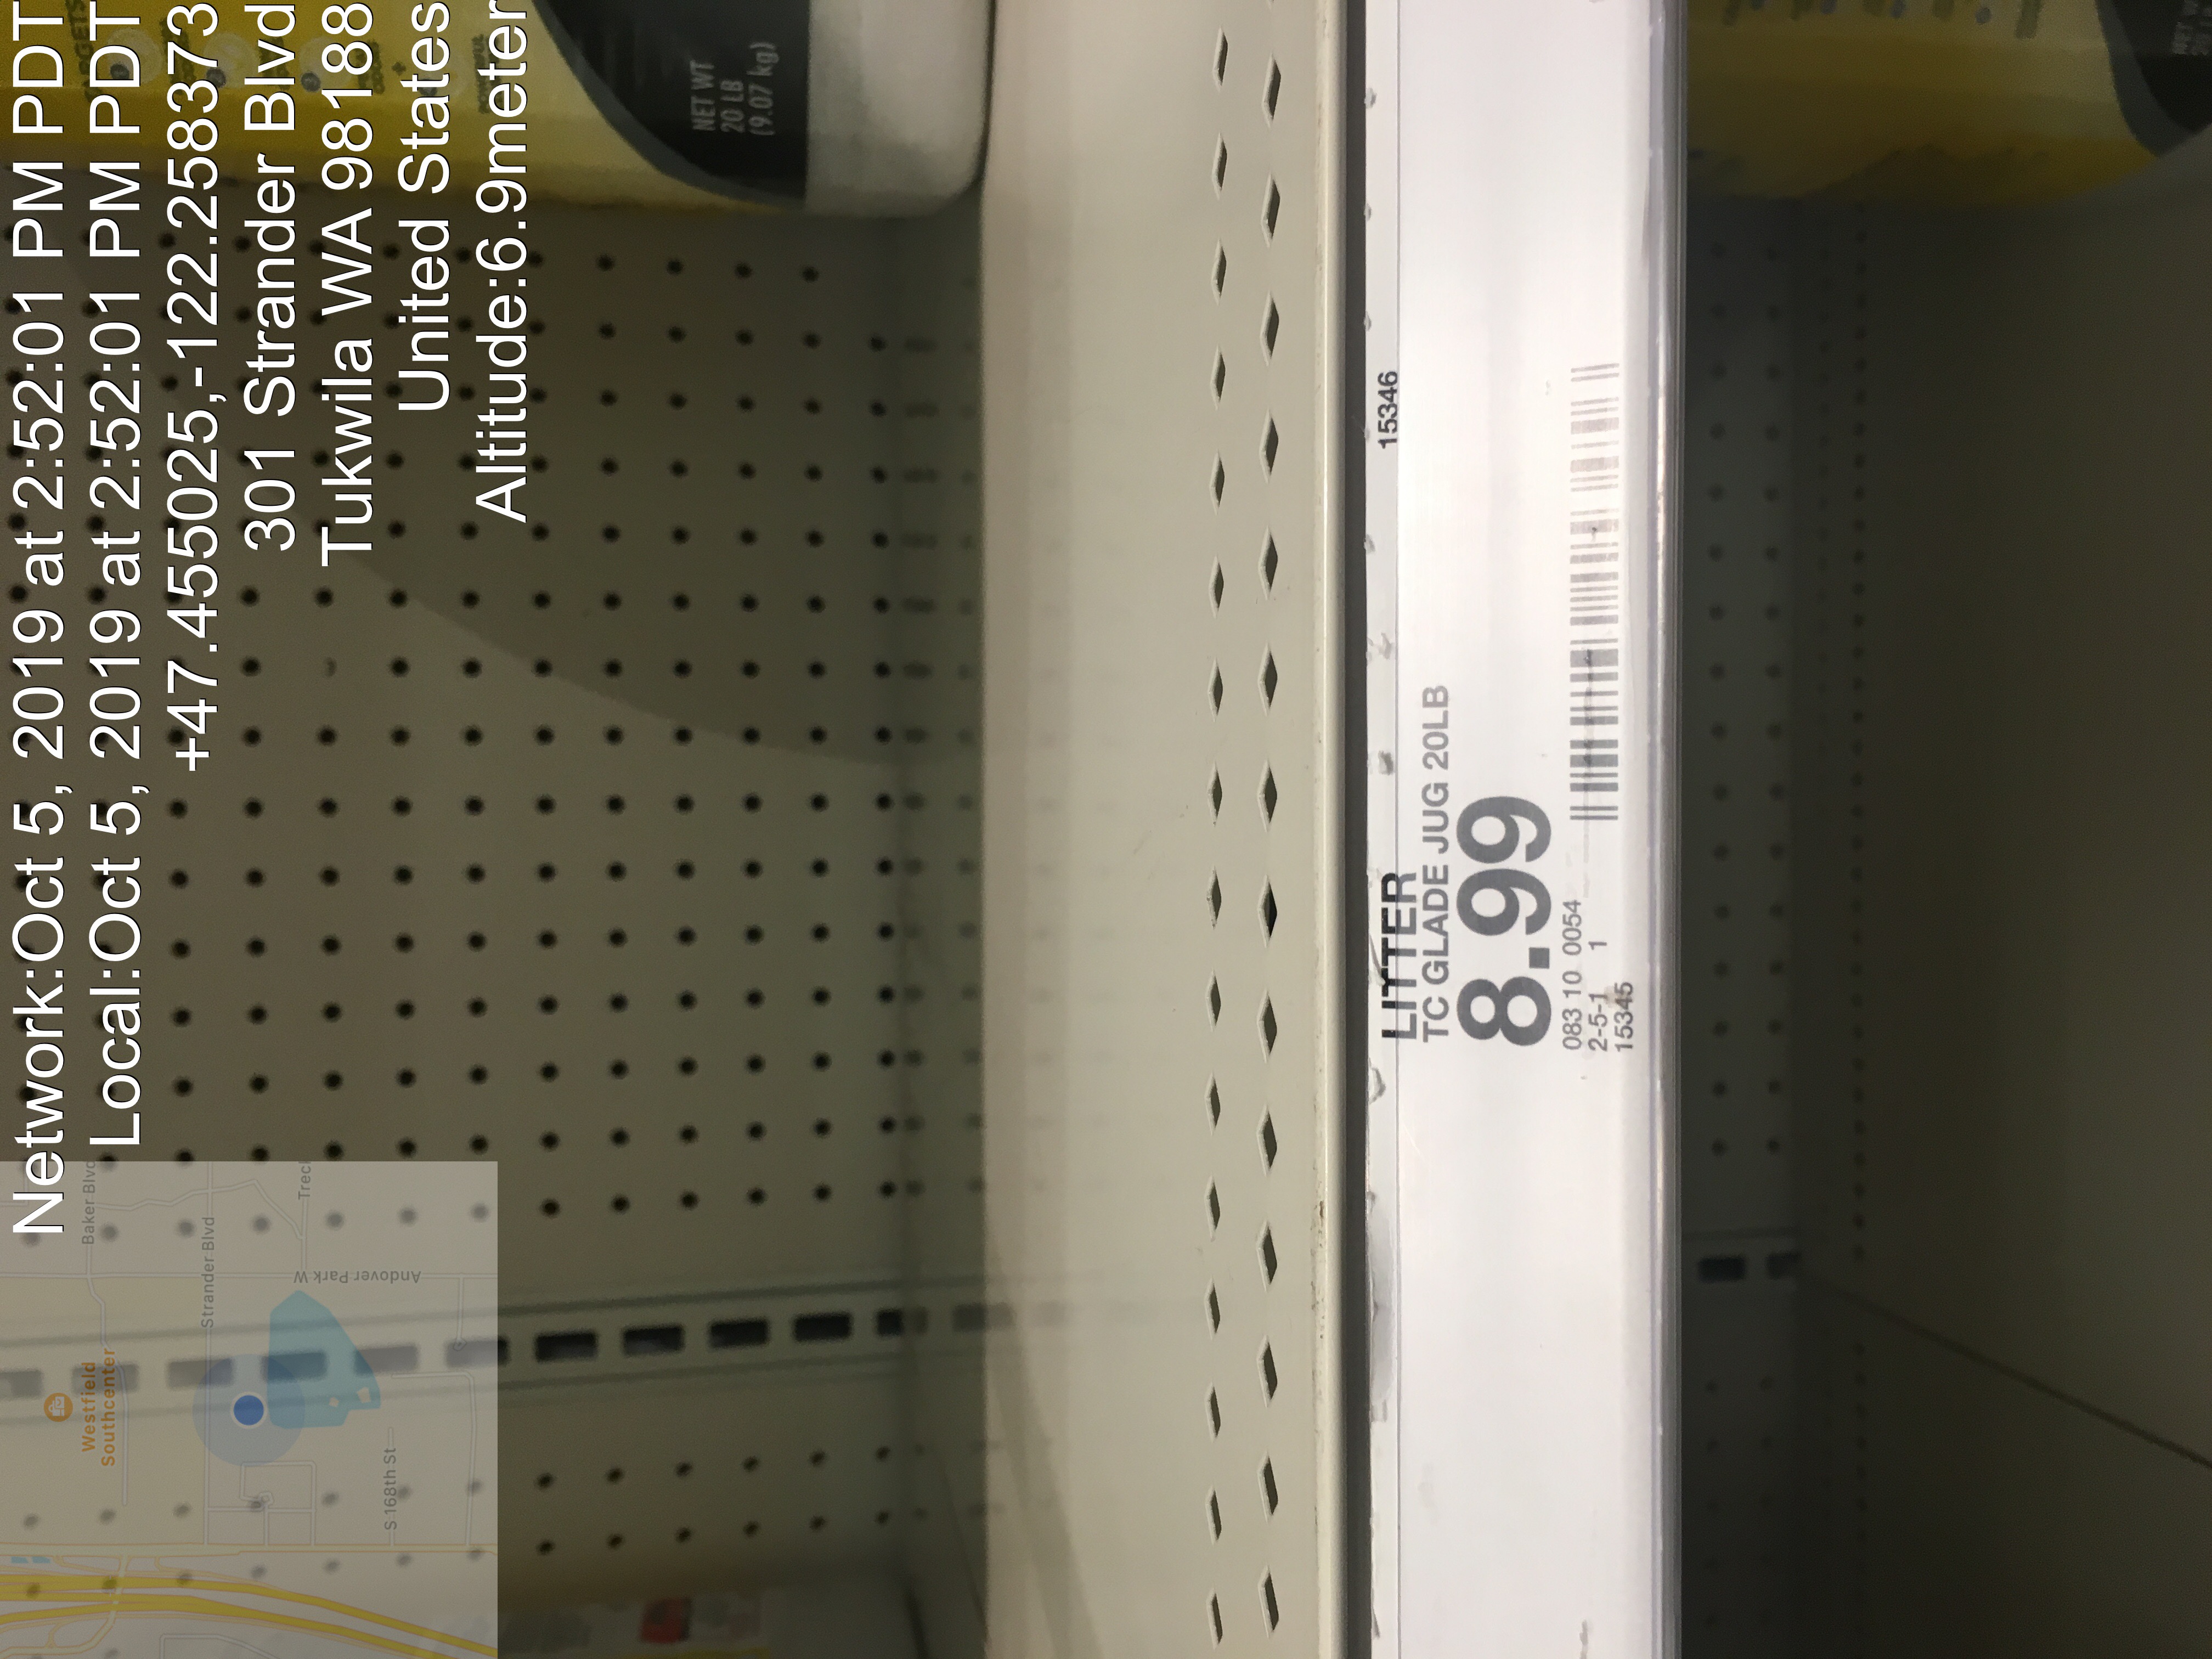 Network:Oct 5, 2019 at 2:52:01 PM PDT
Local:Oct 5, 2019 at 2:52:01 PM PDT
+47.455025,-122.258373
301 Strander Blvd
Tukwila WA 98188
United States
Altitude:6.9meter
Westfield
Southcenter
Baker Blvd
Strander Blvd
Andover Park W
S 168th St
TARGETS
POWERFUL
NET WT
20 LB
(9.07 kg)
LITTER
15346
TC GLADE JUG 20LB
8.99
083 10 0054
2-5-1 1
15345